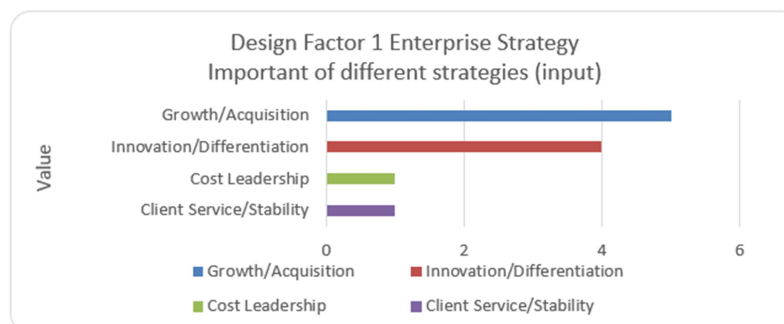 Design Factor 1 Enterprise Strategy
Important of different strategies (input)
Value
Growth/Acquisition
Innovation/Differentiation
Cost Leadership
Client Service/Stability
0 2 4 6
Growth/Acquisition Innovation/Differentiation
Cost Leadership Client Service/Stability